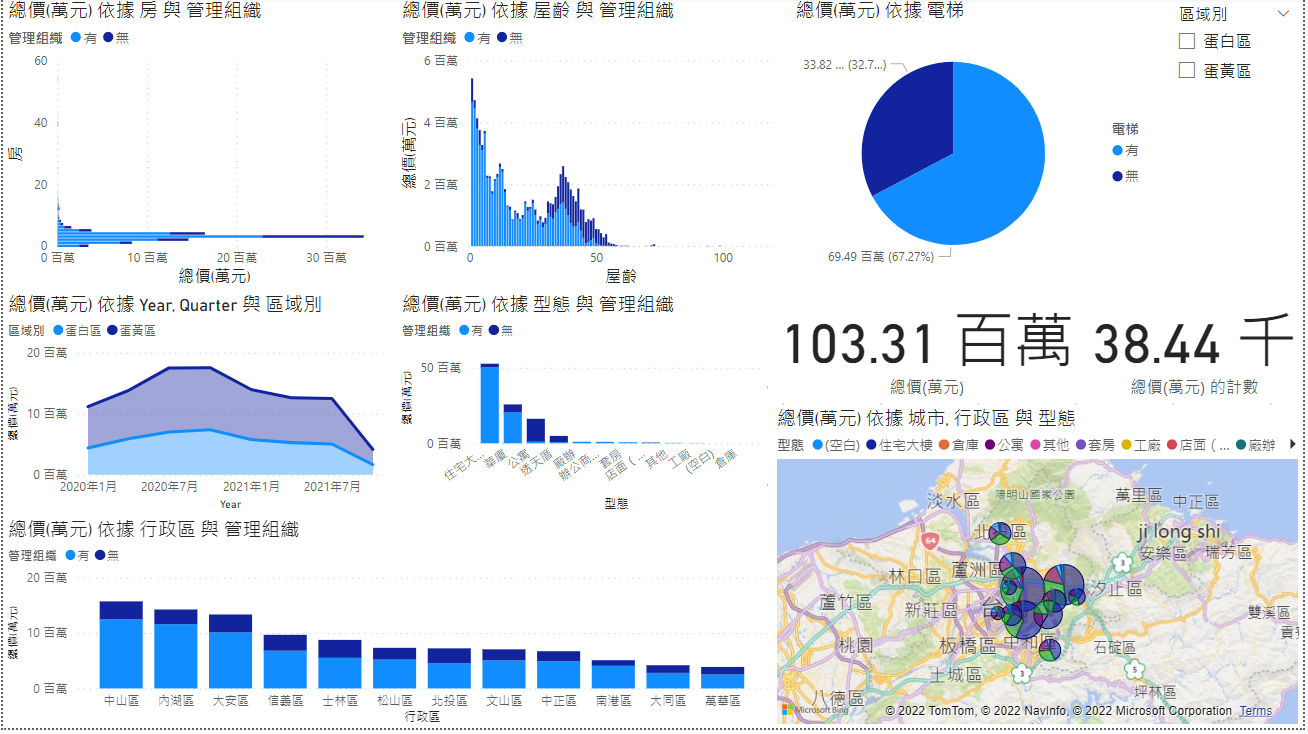 總價(萬元) 依據 房 與 管理組織
管理組織 有 無
60
40
20
0
房
0 百萬 10 百萬 20 百萬 30 百萬
總價(萬元)
總價(萬元) 依據 屋齡 與 管理組織
管理組織 有 無
6 百萬
4 百萬
2 百萬
0 百萬
總價(萬元)
0 50 100
屋齡
總價(萬元) 依據 電梯
33.82 ... (32.7...)
69.49 百萬 (67.27%)
電梯
有
無
區域別
蛋白區
蛋黃區
總價(萬元) 依據 Year, Quarter 與 區域別
區域別 蛋白區 蛋黃區
20 百萬
10 百萬
0 百萬
總價(萬元)
2020年1月 2020年7月 2021年1月 2021年7月
Year
總價(萬元) 依據 型態 與 管理組織
管理組織 有 無
50 百萬
0 百萬
總價(萬元)
住宅大... 華廈 公寓 透天厝 廠辦 辦公商... 套房 店面（... 其他 工廠 (空白) 倉庫
型態
103.31 百萬
總價(萬元)
38.44 千
總價(萬元) 的計數
總價(萬元) 依據 行政區 與 管理組織
管理組織 有 無
20 百萬
10 百萬
0 百萬
總價(萬元)
中山區 內湖區 大安區 信義區 士林區 松山區 北投區 文山區 中正區 南港區 大同區 萬華區
行政區
總價(萬元) 依據 城市, 行政區 與 型態
型態 (空白) 住宅大樓 倉庫 公寓 其他 套房 工廠 店面（... 廠辦
淡水區 陽明山國家公園 萬里區 中正區
64 ji long shi
安樂區 瑞芳區
林口區 蘆洲區 3 汐止區
蘆竹區 新莊區 雙溪區
桃園 板橋區 中和區 石碇區
土城區 3 5
八德區 坪林區
Microsoft Bing
© 2022 TomTom, © 2022 NavInfo, © 2022 Microsoft Corporation Terms